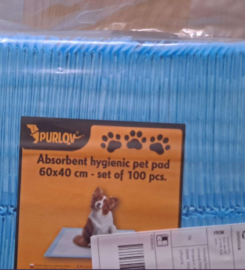 PURLOV
Absorbent hygienic pet pad
60x40 cm - set of 100 pcs.